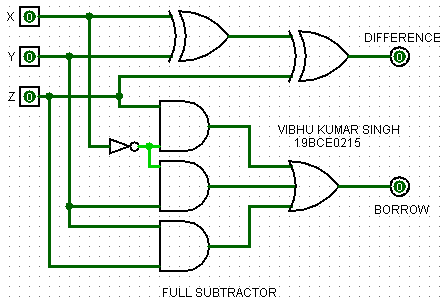 X 0
DIFFERENCE
Y 0 0
Z 0
VIBHU KUMAR SINGH
19BCE0215
0
BORROW
FULL SUBTRACTOR